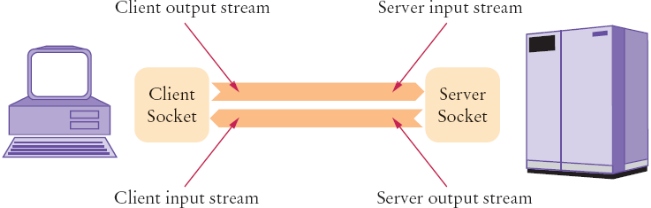 Client output stream
Server input stream
Client
Socket
Server
Socket
Client input stream
Server output stream